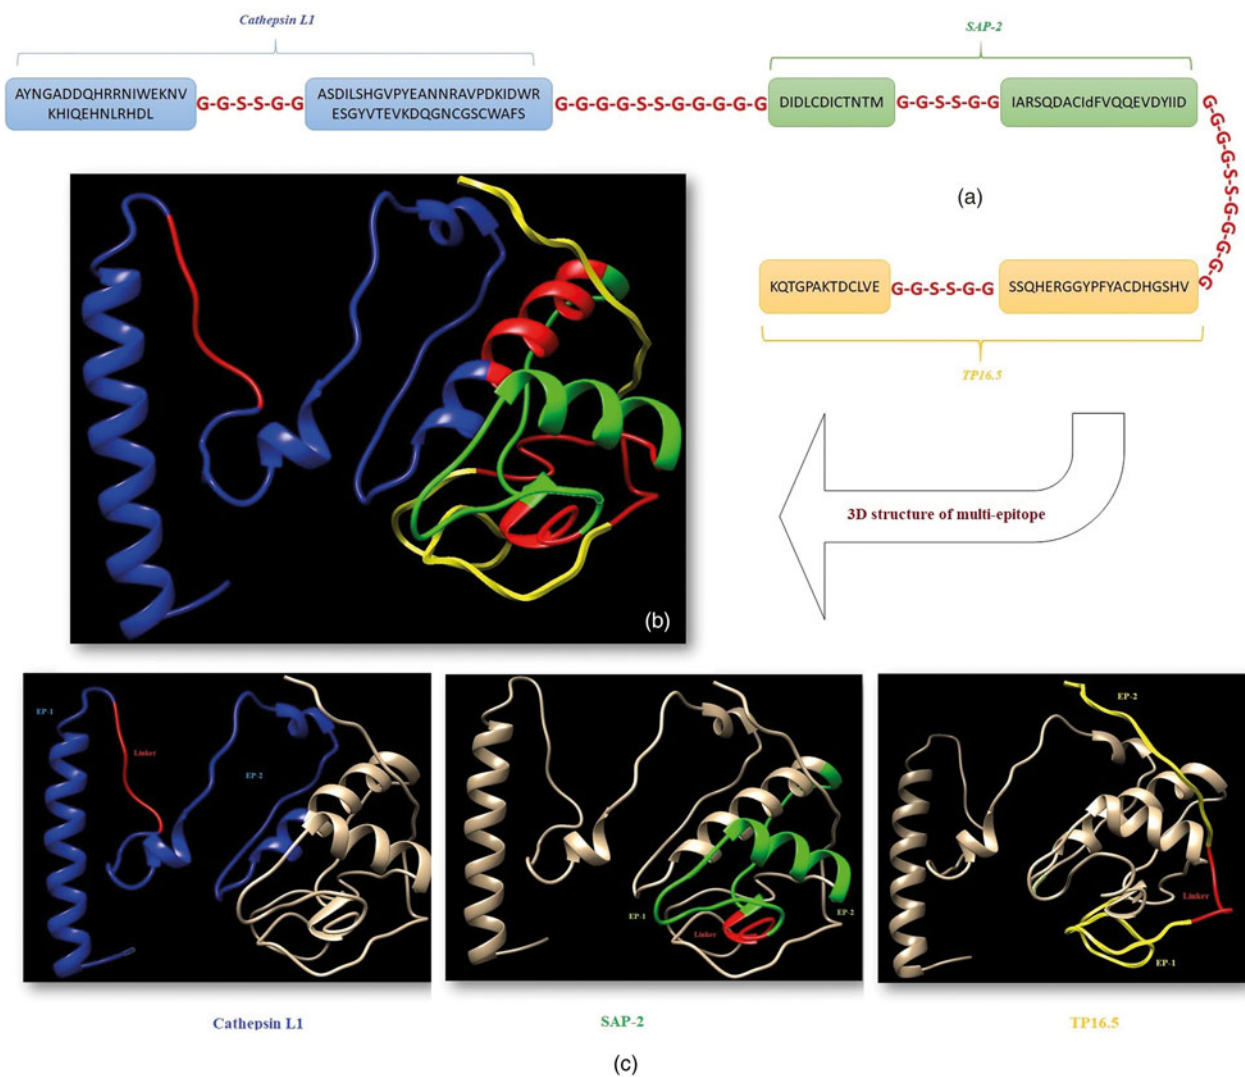 Cathepsin L1
SAP-2
AYNGADDQHRRNIWEKNV
KHIQEHNLRHDL
G-G-S-S-G-G
ASDILSHGVPYEANNRAVPDKIDWR
ESGYVTEVKDQGNCGSCWAFS
G-G-G-G-G-S-G-G-G-G
DIDLCDICTNTM
G-G-S-S-G-G
IARSQDACIdFVQQEVDYIID
G-G-G-G-S-S-G-G-G-G
(a)
KQTGPAKTDCLVE
G-G-S-S-G-G
SSQHERGGYPFYACDHGSHV
TP16.5
3D structure of multi-epitope
(b)
EP-1
Linker
EP-2
EP-1
Linker
EP-2
EP-2
Linker
EP-1
Cathepsin L1
SAP-2
TP16.5
(c)